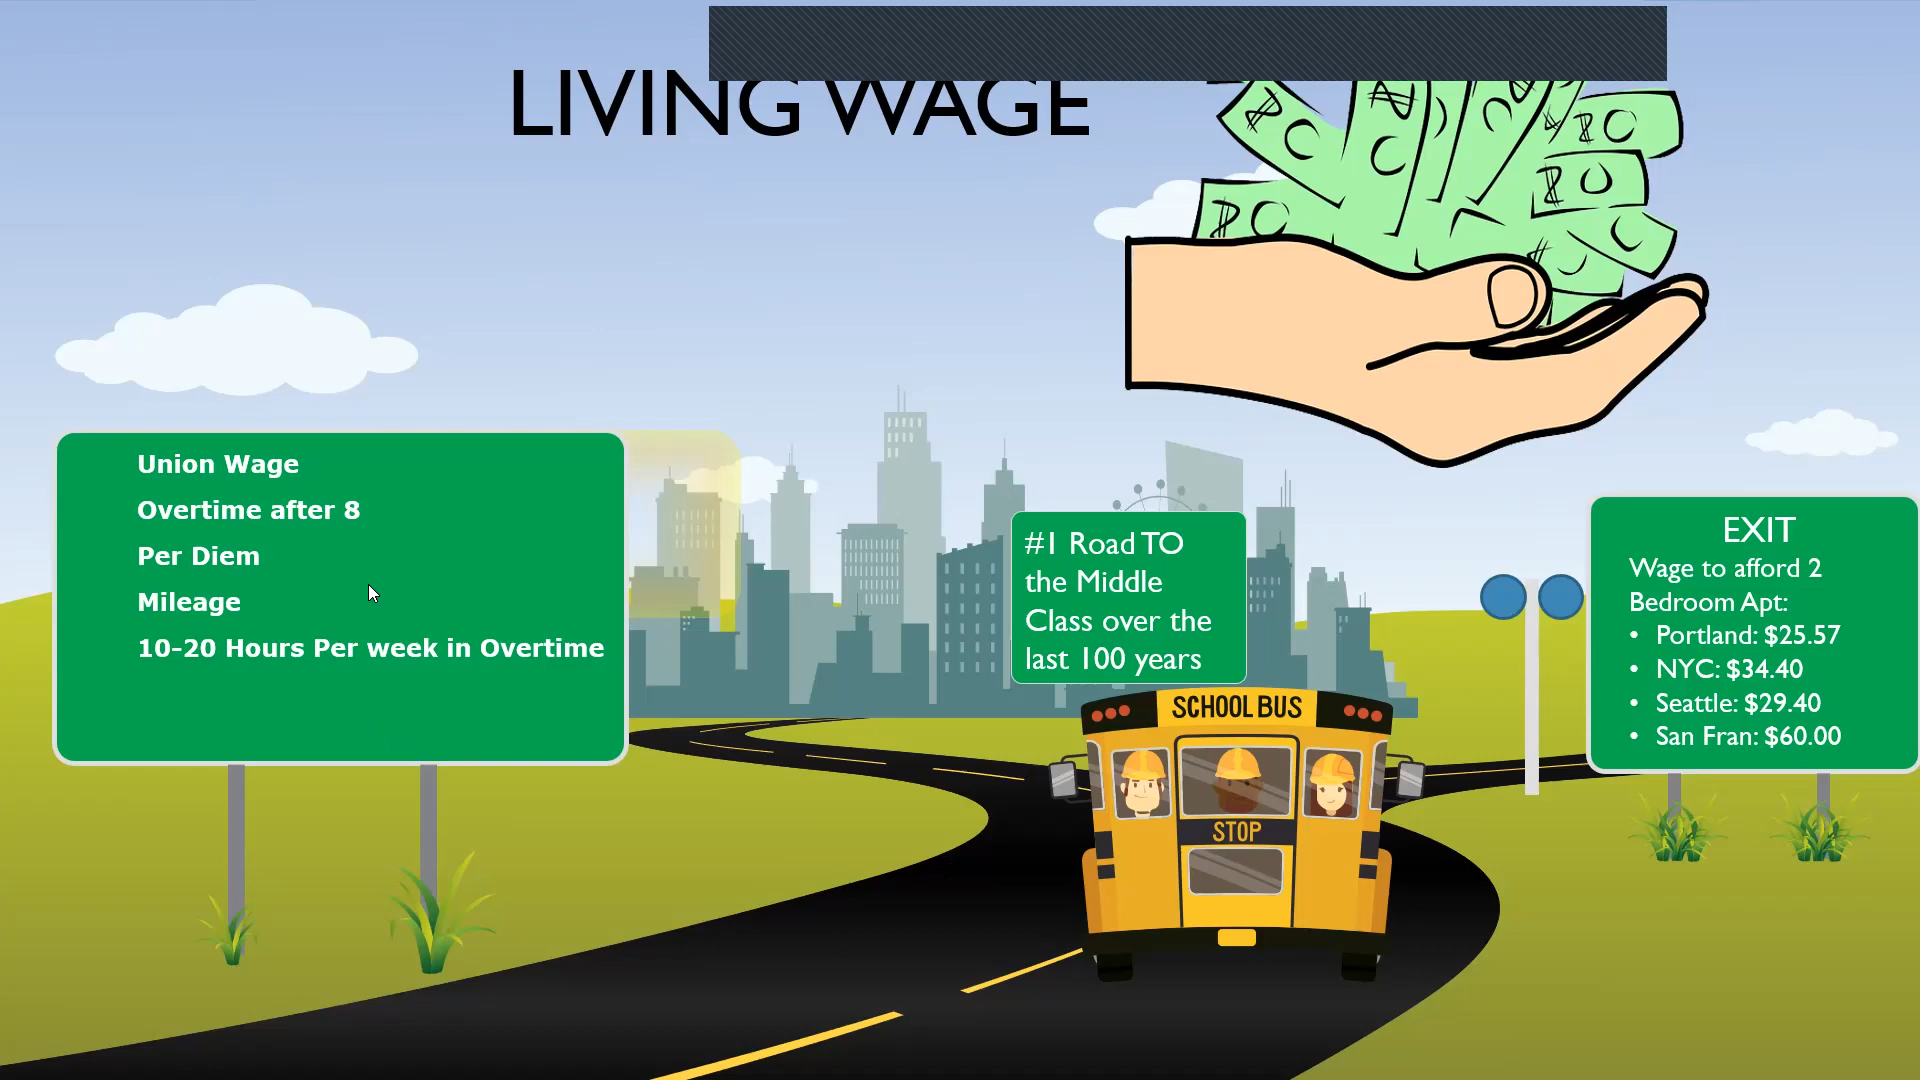 LIVING WAGE
Union Wage
Overtime after 8
Per Diem
Mileage
10-20 Hours Per week in Overtime
#1 Road TO
the Middle
Class over the
last 100 years
SCHOOL BUS
STOP
EXIT
Wage to afford 2
Bedroom Apt:
• Portland: $25.57
• NYC: $34.40
• Seattle: $29.40
• San Fran: $60.00